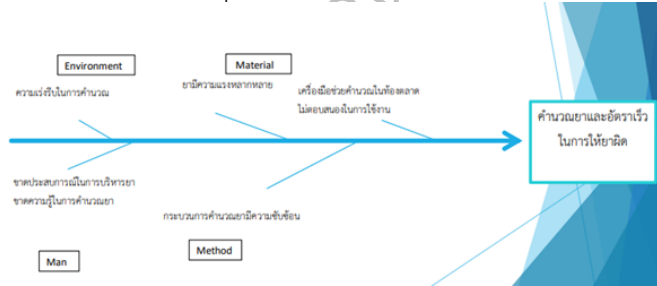 Environment
Material
ความเร่งรีบในการคำนวณ
ยามีความแรงหลากหลาย
เครื่องมือช่วยคำนวณในท้องตลาด
ไม่ตอบสนองในการใช้งาน
คำนวณยาและอัตราเร็ว
ในการให้ยาผิด
ขาดประสบการณ์ในการบริหารยา
ขาดความรู้ในการคำนวณยา
กระบวนการคำนวณยามีความซับซ้อน
Man
Method